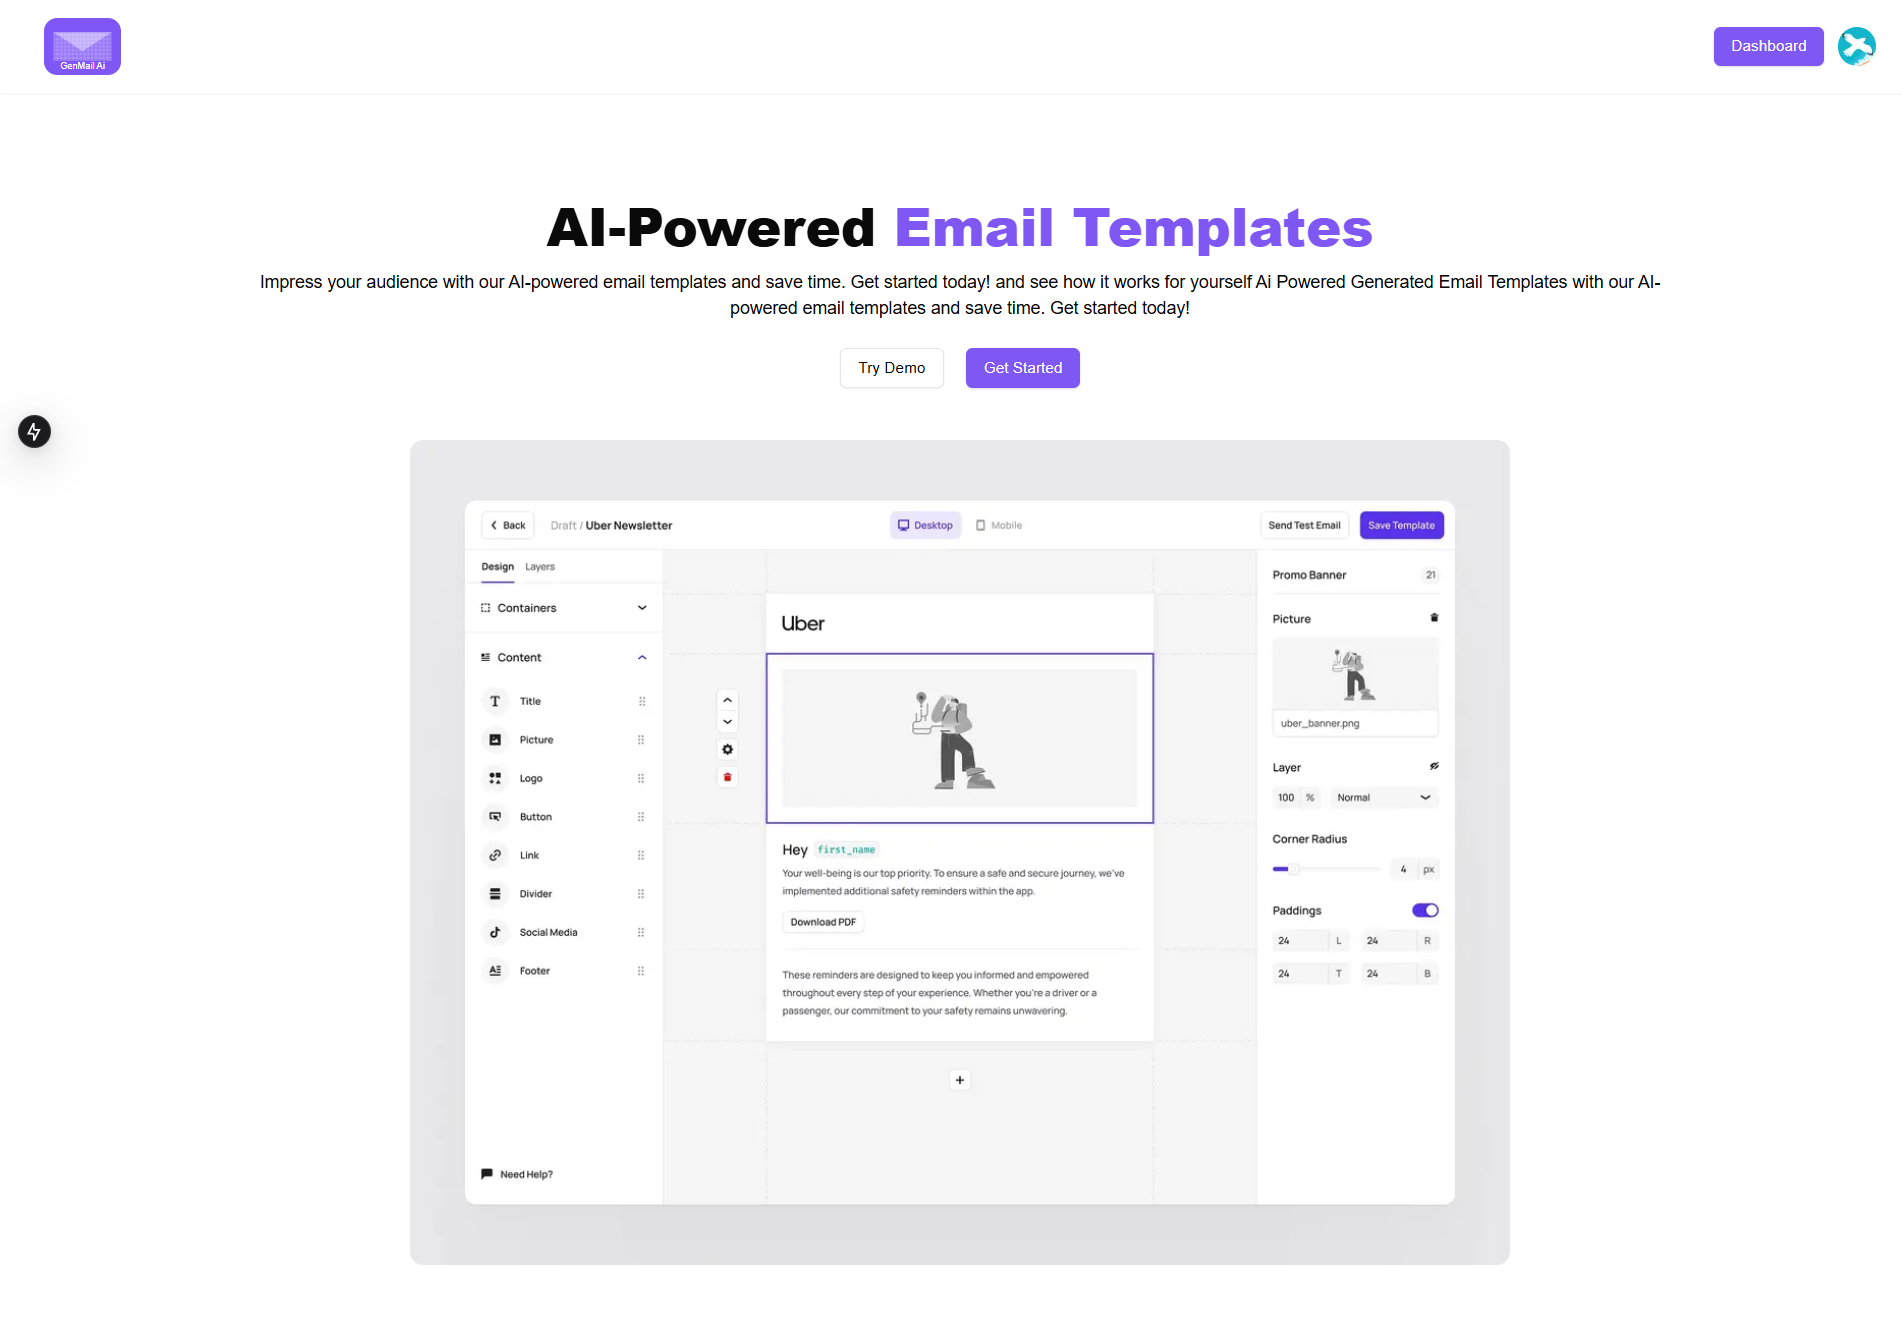 GenMail Ai
Dashboard
AI-Powered Email Templates
Impress your audience with our AI-powered email templates and save time. Get started today! and see how it works for yourself Ai Powered Generated Email Templates with our AI-
powered email templates and save time. Get started today!
Try Demo
Get Started
Back
Draft / Uber Newsletter
Desktop
Mobile
Send Test Email
Save Template
Design
Layers
Containers
Content
Title
Picture
Logo
Button
Link
Divider
Social Media
Footer
Need Help?
Uber
Hey first_name
Your well-being is our top priority. To ensure a safe and secure journey, we've
implemented additional safety reminders within the app.
Download PDF
These reminders are designed to keep you informed and empowered
throughout every step of your experience. Whether you're a driver or a
passenger, our commitment to your safety remains unwavering.
+
Promo Banner
21
Picture
uber_banner.png
Layer
100 %
Normal
Corner Radius
4 px
Paddings
24 L
24 R
24 T
24 B